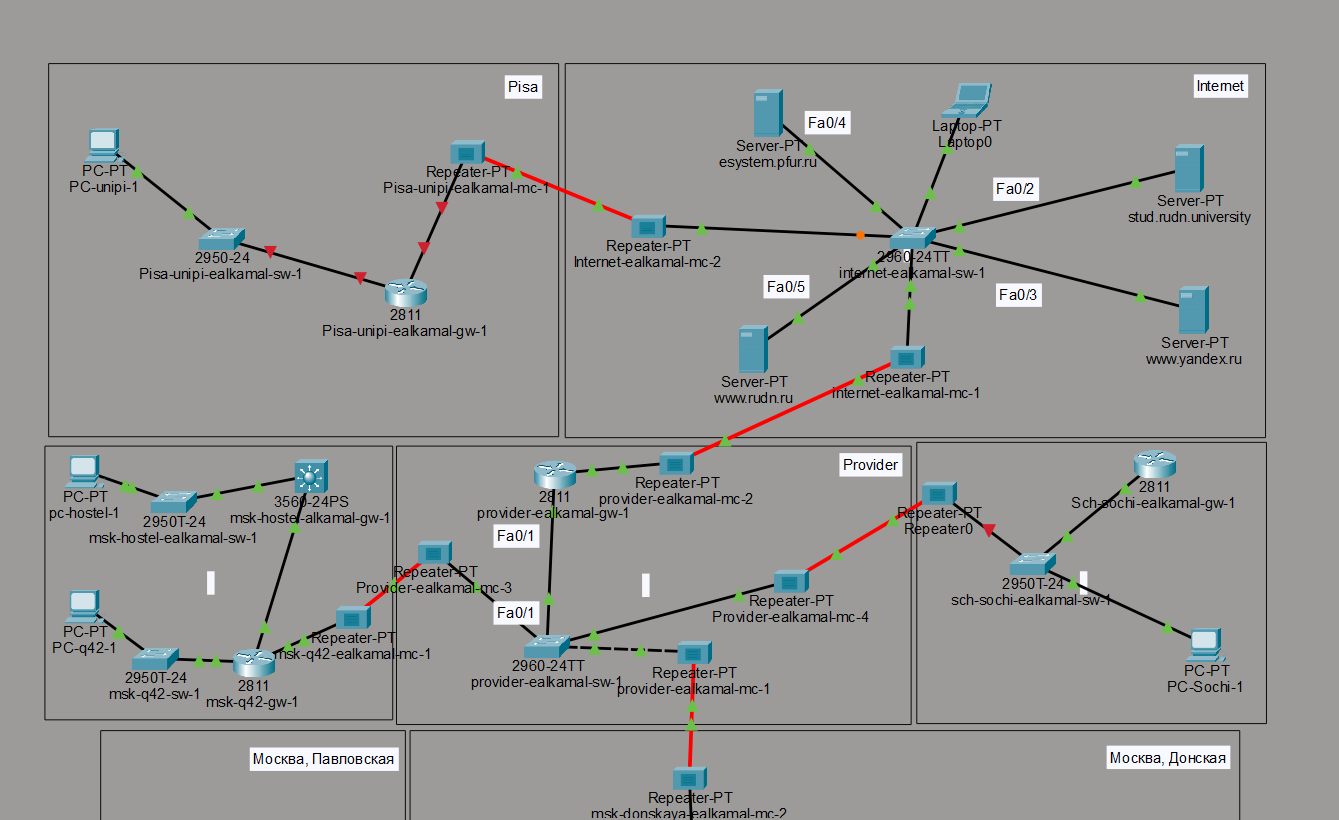 Pisa
Internet
PC-PT
PC-unipi-1
2950-24
Pisa-unipi-ealkamal-sw-1
Repeater-PT
Pisa-unipi-ealkamal-mc-1
2811
Pisa-unipi-ealkamal-gw-1
Server-PT
esystem.pfur.ru
Fa0/4
Laptop-PT
Laptop0
Fa0/2
Server-PT
stud.rudn.university
Repeater-PT
Internet-ealkamal-mc-2
2960-24TT
internet-ealkamal-sw-1
Fa0/5
Fa0/3
Server-PT
www.yandex.ru
Server-PT
www.rudn.ru
Repeater-PT
internet-ealkamal-mc-1
PC-PT
pc-hostel-1
2950T-24
msk-hostel-ealkamal-sw-1
3560-24PS
msk-hostel-alkamal-gw-1
PC-PT
PC-q42-1
2950T-24
msk-q42-sw-1
2811
msk-q42-gw-1
Repeater-PT
msk-q42-ealkamal-mc-1
Provider
2811
provider-ealkamal-gw-1
Repeater-PT
provider-ealkamal-mc-2
Fa0/1
Repeater-PT
Provider-ealkamal-mc-3
Fa0/1
Repeater-PT
Provider-ealkamal-mc-4
2960-24TT
provider-ealkamal-sw-1
Repeater-PT
provider-ealkamal-mc-1
Repeater-PT
Repeater0
2811
Sch-sochi-ealkamal-gw-1
2950T-24
sch-sochi-ealkamal-sw-1
PC-PT
PC-Sochi-1
Москва, Павловская
Москва, Донская
Repeater-PT
msk-donskaya-ealkamal-mc-2